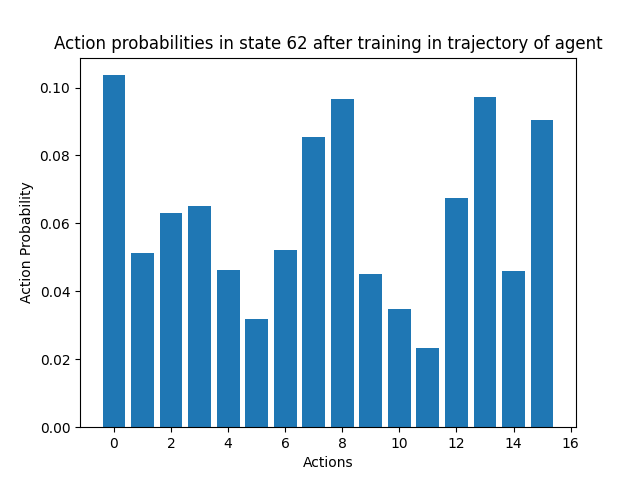 Action probabilities in state 62 after training in trajectory of agent
Action Probability
0.10
0.08
0.06
0.04
0.02
0.00
0 2 4 6 8 10 12 14 16
Actions